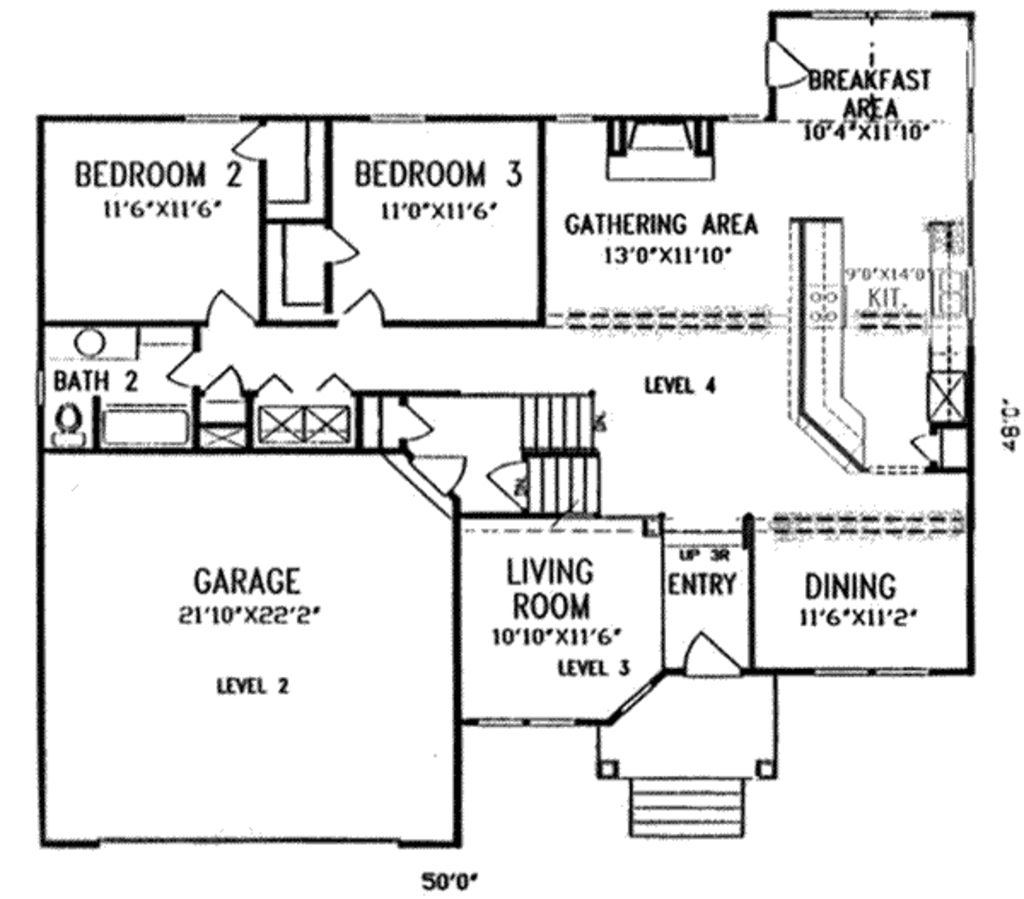 BREAKFAST
AREA
10'4"X11'10"
BEDROOM 2
11'6"X11'6"
BEDROOM 3
11'0"X11'6"
GATHERING AREA
13'0"X11'10"
9'0"X14'0"
KIT.
BATH 2
LEVEL 4
DN
48'0"
DN
UP 3R
ENTRY
LIVING
ROOM
10'10"X11'6"
LEVEL 3
DINING
11'6"X11'2"
GARAGE
21'10"X22'2"
LEVEL 2
50'0"